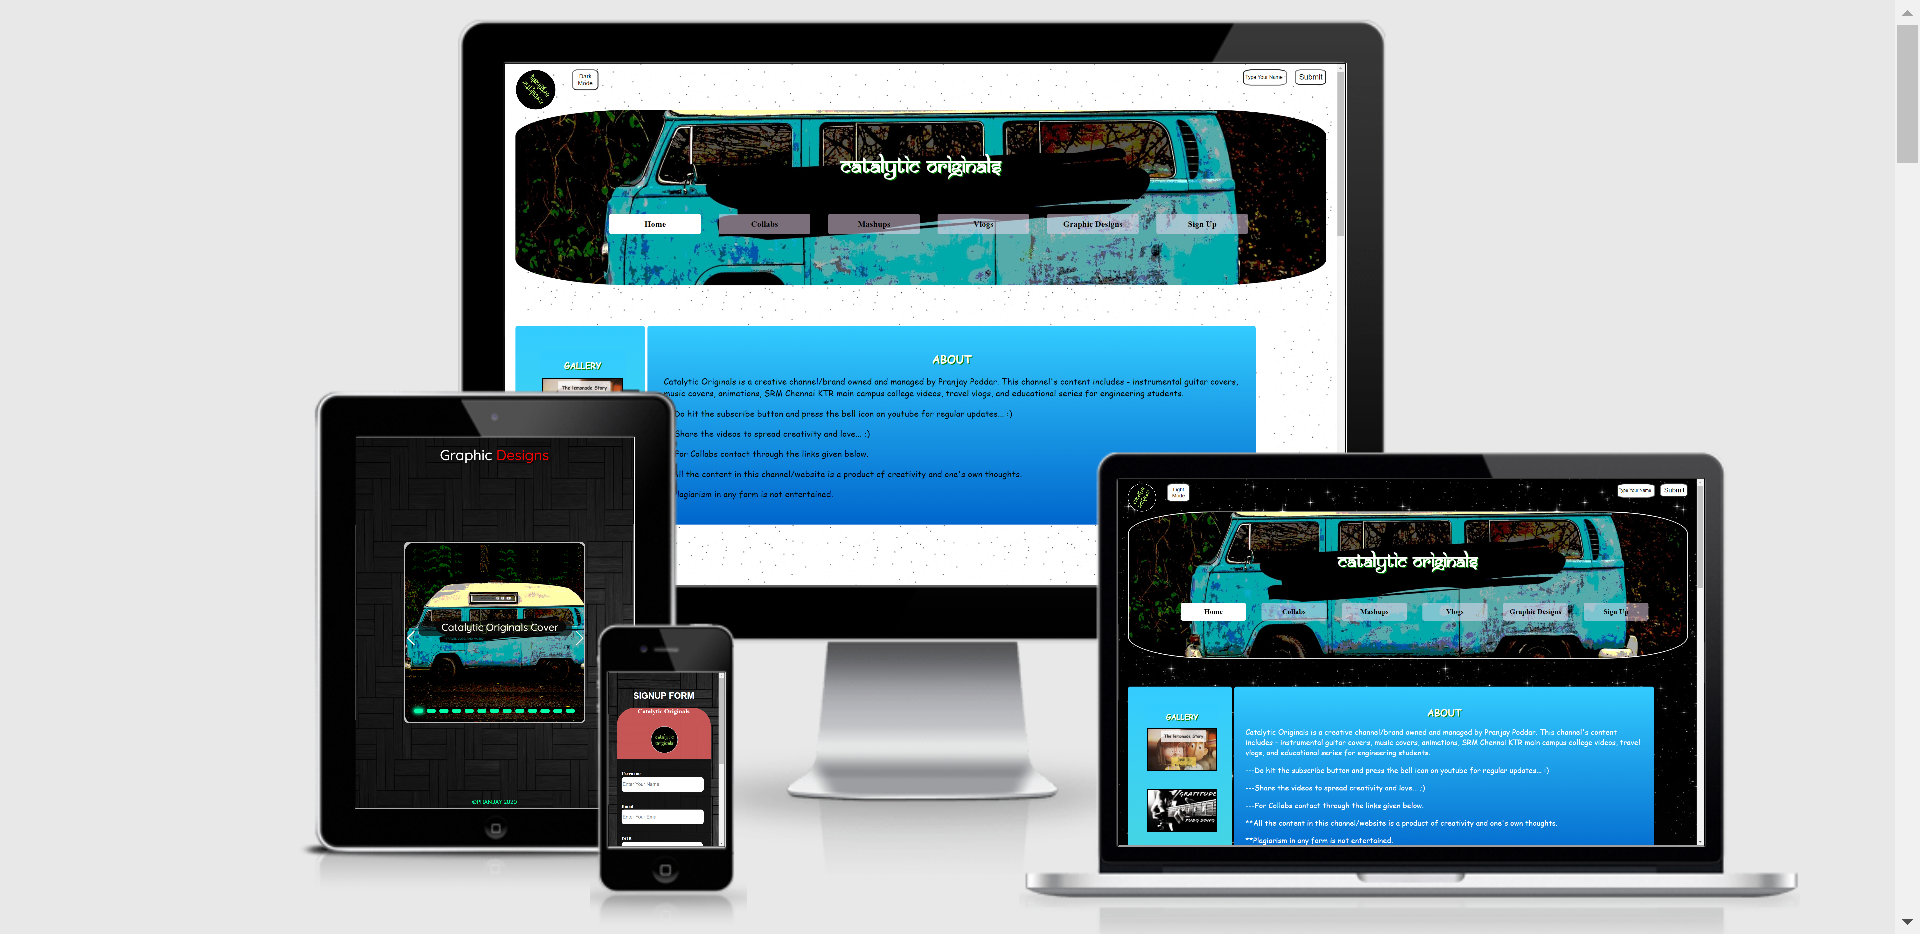 Dark
Mode
Type Your Name
Submit
catalytic originals
Home
Collabs
Mashups
Vlogs
Graphic Designs
Sign Up
GALLERY
The lemonade Story
ABOUT
Catalytic Originals is a creative channel/brand owned and managed by Pranjay Poddar. This channel's content includes - instrumental guitar covers,
music covers, animations, SRM Chennai KTR main campus college videos, travel vlogs, and educational series for engineering students.
Do hit the subscribe button and press the bell icon on youtube for regular updates... :)
Share the videos to spread creativity and love... ;)
For Collabs contact through the links given below.
All the content in this channel/website is a product of creativity and one's own thoughts.
Plagiarism in any form is not entertained.
Graphic Designs
Catalytic Originals Cover
©PRANJAY 2020
SIGNUP FORM
Catalytic Originals
catalytic
originals
Username
Enter Your Name
Email
Enter Your Email
Light
Mode
Type Your Name
Submit
catalytic originals
Home
Collabs
Mashups
Vlogs
Graphic Designs
Sign Up
GALLERY
The lemonade Story
GRATITUDE
ABOUT
Catalytic Originals is a creative channel/brand owned and managed by Pranjay Poddar. This channel's content
includes - instrumental guitar covers, music covers, animations, SRM Chennai KTR main campus college videos, travel
vlogs, and educational series for engineering students.
---Do hit the subscribe button and press the bell icon on youtube for regular updates... :)
---Share the videos to spread creativity and love... ;)
---For Collabs contact through the links given below.
**All the content in this channel/website is a product of creativity and one's own thoughts.
**Plagiarism in any form is not entertained.